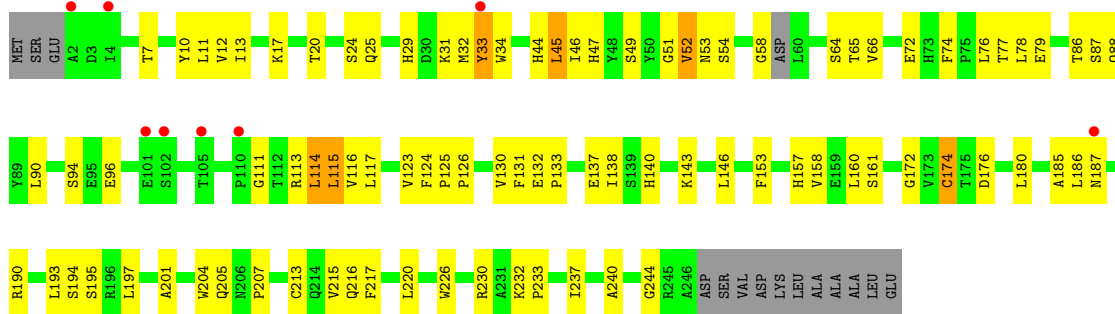 MET SER GLU A2 D3 I4 T7 Y10 L11 V12 I13 K17 T20 S24 Q25 H29 D30 K31 M32 Y33 W34 H44 L45 I46 H47 Y48 S49 Y50 G51 V52 N53 S54 G58 ASP L60 S64 T65 V66 E72 H73 F74 P75 L76 T77 L78 E79 T86 S87
Y89 L90 S94 E95 E96 E101 S102 T105 P110 G111 T112 R113 L114 L115 V116 L117 V123 F124 P125 P126 V130 F131 E132 P133 E137 I138 S139 H140 K143 L146 F153 H157 V158 E159 L160 S161 G172 V173 C174 T175 D176 L180 A185 L186 N187
R190 L193 S194 S195 R196 L197 A201 W204 Q205 N206 P207 C213 Q214 V215 Q216 F217 L220 W226 R230 A231 K232 P233 I237 A240 G244 R245 A246 ASP SER VAL ASP LYS LEU ALA ALA ALA LEU GLU